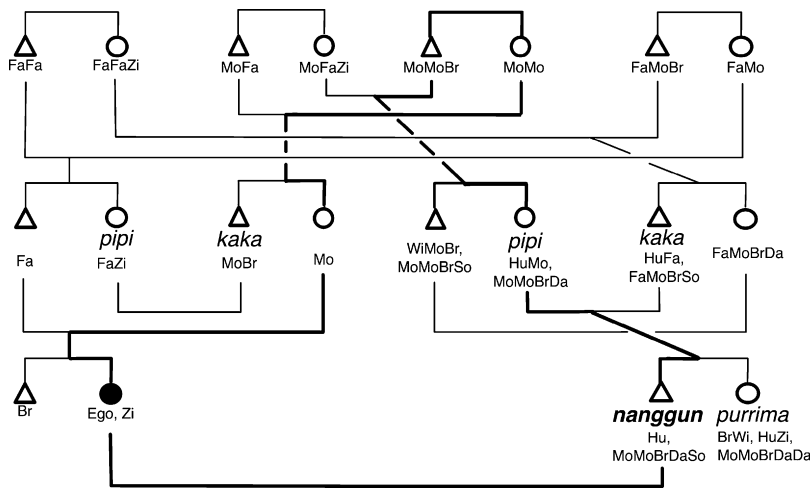 FaFa FaFaZi MoFa MoFaZi MoMoBr MoMo FaMoBr FaMo
pipi kaka pipi kaka
Fa FaZi MoBr Mo WiMoBr, HuMo, HuFa, FaMoBrDa
MoMoBrSo MoMoBrDa FaMoBrSo
Br Ego, Zi nanggun purrima
Hu, BrWi, HuZi,
MoMoBrDaSo MoMoBrDaDa